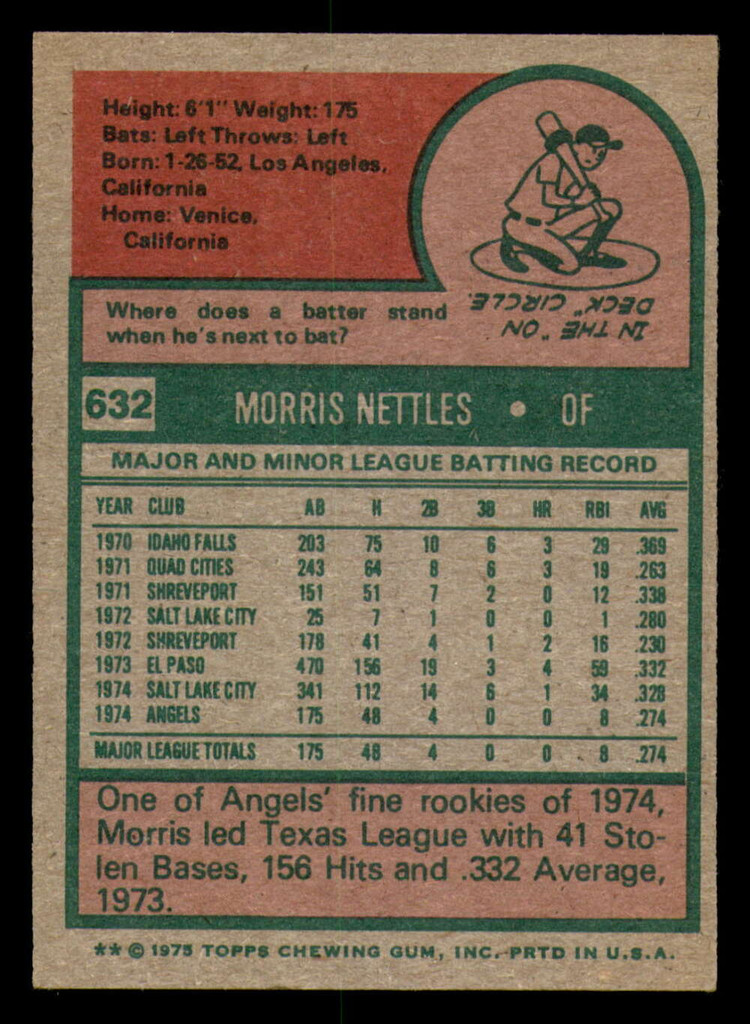 Height: 6'1" Weight: 175
Bats: Left Throws: Left
Born: 1-26-52, Los Angeles,
California
Home: Venice,
California
Where does a batter stand
when he's next to bat?
IN THE "ON
DECK" CIRCLE.
632 MORRIS NETTLES • OF
MAJOR AND MINOR LEAGUE BATTING RECORD
YEAR CLUB AB H 2B 3B HR RBI AVG
1970 IDAHO FALLS 203 75 10 6 3 29 .369
1971 QUAD CITIES 243 64 8 6 3 19 .263
1971 SHREVEPORT 151 51 7 2 0 12 .338
1972 SALT LAKE CITY 25 7 1 0 0 1 .280
1972 SHREVEPORT 178 41 4 1 2 16 .230
1973 EL PASO 470 156 19 3 4 59 .332
1974 SALT LAKE CITY 341 112 14 6 1 34 .328
1974 ANGELS 175 48 4 0 0 8 .274
MAJOR LEAGUE TOTALS 175 48 4 0 0 8 .274
One of Angels' fine rookies of 1974,
Morris led Texas League with 41 Sto-
len Bases, 156 Hits and .332 Average,
1973.
** © 1975 TOPPS CHEWING GUM, INC. PRTD IN U.S.A.